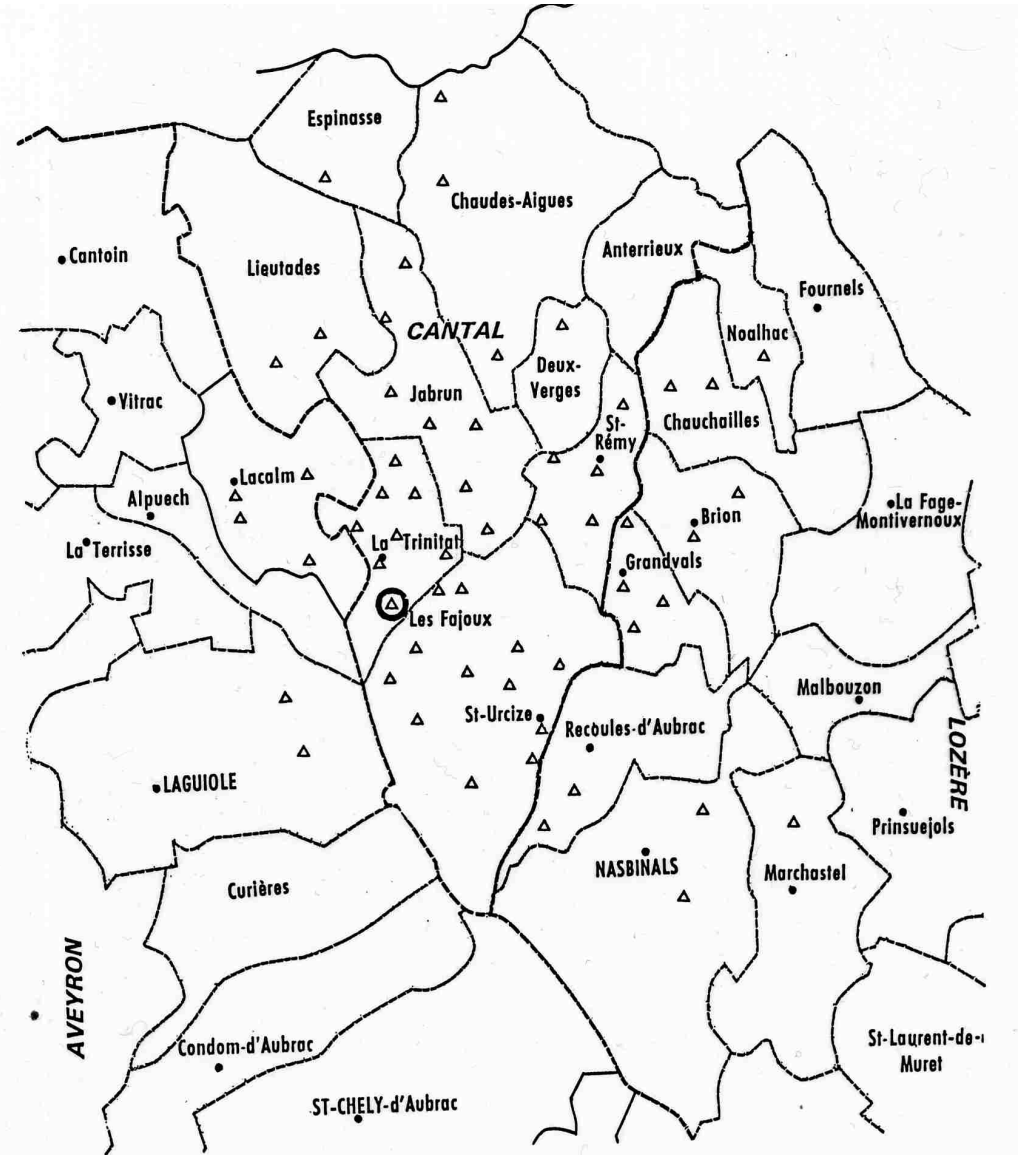 Espinasse
Chaudes-Aigues
Cantoin
Lieutades
Anterrieux
Fournels
CANTAL
Noalhac
Deux-
Verges
Vitrac
Jabrun
Chauchailles
St-
Rémy
Lacalm
Alpuech
Brion
La Fage-
Montivernoux
La Terrisse
La Trinitat
Grandvals
Les Fajoux
Malbouzon
St-Urcize
Recoules-d'Aubrac
LOZÈRE
LAGUIOLE
Prinsuejols
NASBINALS
Marchastel
Curières
AVEYRON
Condom-d'Aubrac
St-Laurent-de-
Muret
ST-CHELY-d'Aubrac